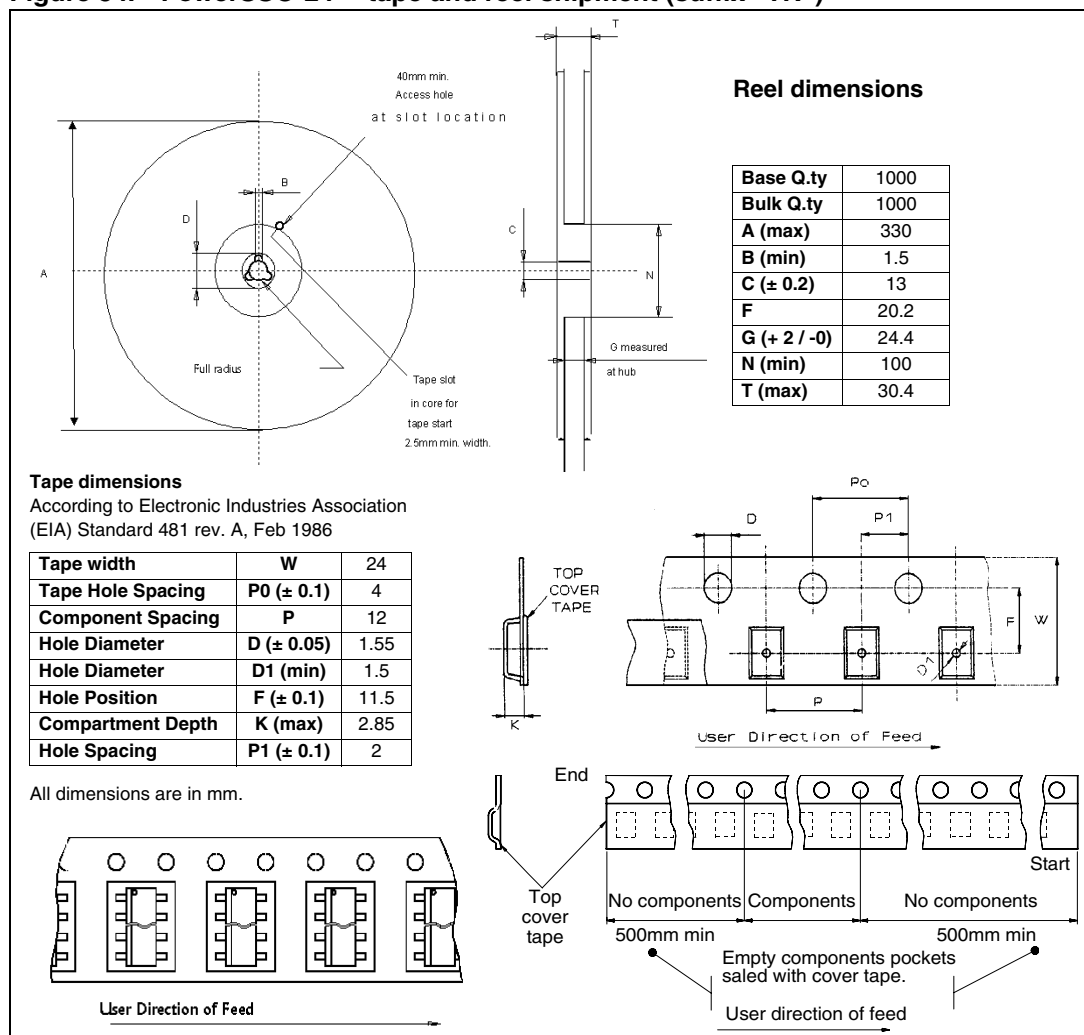 T
40mm min.
Access hole
at slot location
Reel dimensions
Base Q.ty 1000
Bulk Q.ty 1000
A (max) 330
B (min) 1.5
C (± 0.2) 13
F 20.2
G (+ 2 / -0) 24.4
N (min) 100
T (max) 30.4
B
D
C
A
N
G measured
at hub
Full radius
Tape slot
in core for
tape start
2.5mm min. width.
Tape dimensions
According to Electronic Industries Association
(EIA) Standard 481 rev. A, Feb 1986
Tape width W 24
Tape Hole Spacing P0 (± 0.1) 4
Component Spacing P 12
Hole Diameter D (± 0.05) 1.55
Hole Diameter D1 (min) 1.5
Hole Position F (± 0.1) 11.5
Compartment Depth K (max) 2.85
Hole Spacing P1 (± 0.1) 2
All dimensions are in mm.
Po
D
P1
TOP
COVER
TAPE
F
W
D1
K
P
User Direction of Feed
End
Start
Top
cover
tape
No components
Components
No components
500mm min
500mm min
Empty components pockets
saled with cover tape.
User direction of feed
User Direction of Feed